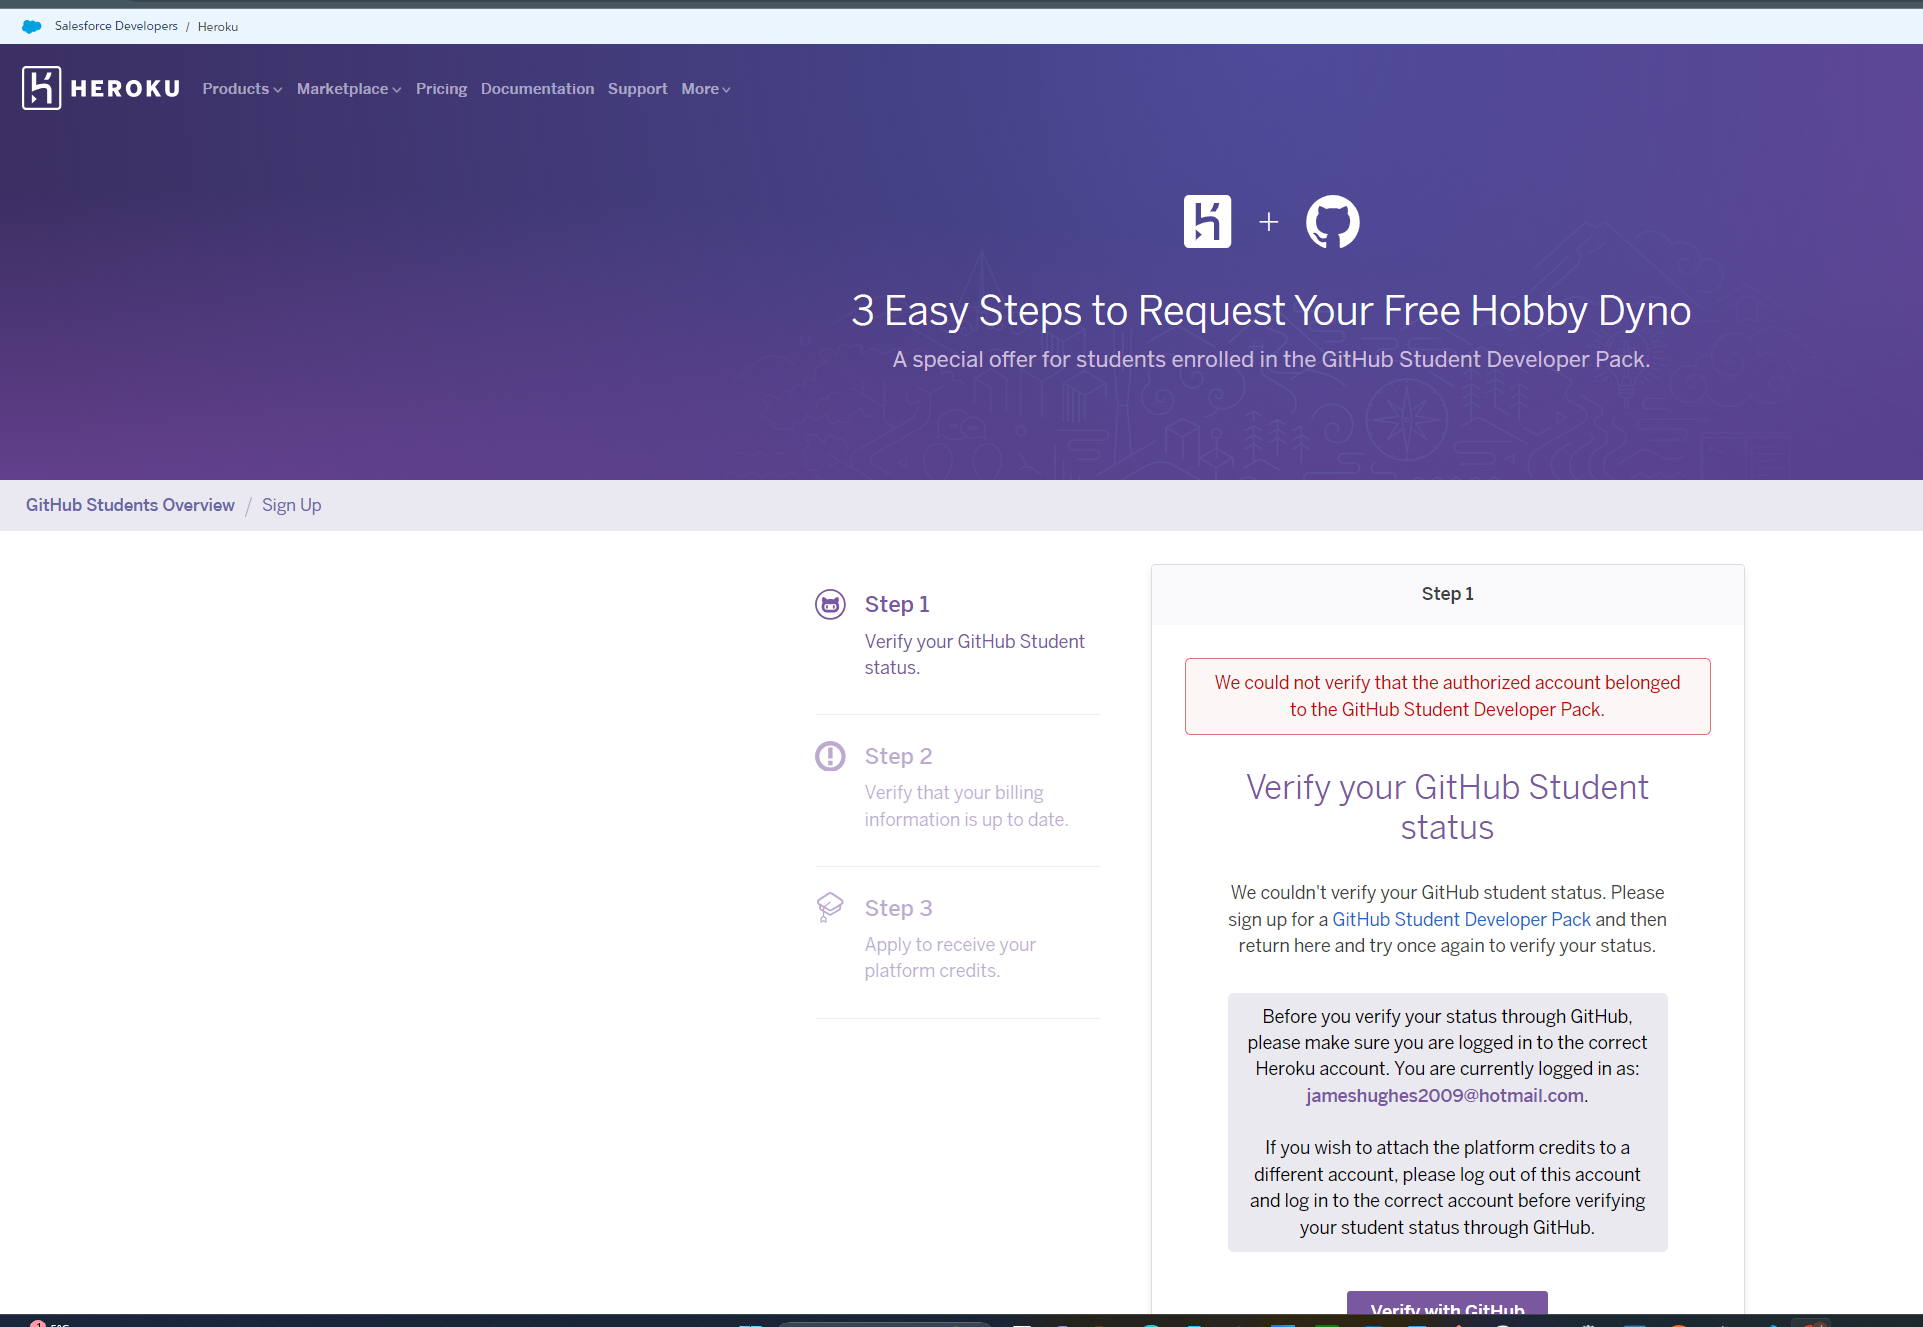 Salesforce Developers / Heroku
HEROKU Products Marketplace Pricing Documentation Support More
+
3 Easy Steps to Request Your Free Hobby Dyno
A special offer for students enrolled in the GitHub Student Developer Pack.
GitHub Students Overview / Sign Up
Step 1
Verify your GitHub Student
status.
Step 2
Verify that your billing
information is up to date.
Step 3
Apply to receive your
platform credits.
Step 1
We could not verify that the authorized account belonged
to the GitHub Student Developer Pack.
Verify your GitHub Student
status
We couldn't verify your GitHub student status. Please
sign up for a GitHub Student Developer Pack and then
return here and try once again to verify your status.
Before you verify your status through GitHub,
please make sure you are logged in to the correct
Heroku account. You are currently logged in as:
jameshughes2009@hotmail.com.
If you wish to attach the platform credits to a
different account, please log out of this account
and log in to the correct account before verifying
your student status through GitHub.
Verify with GitHub